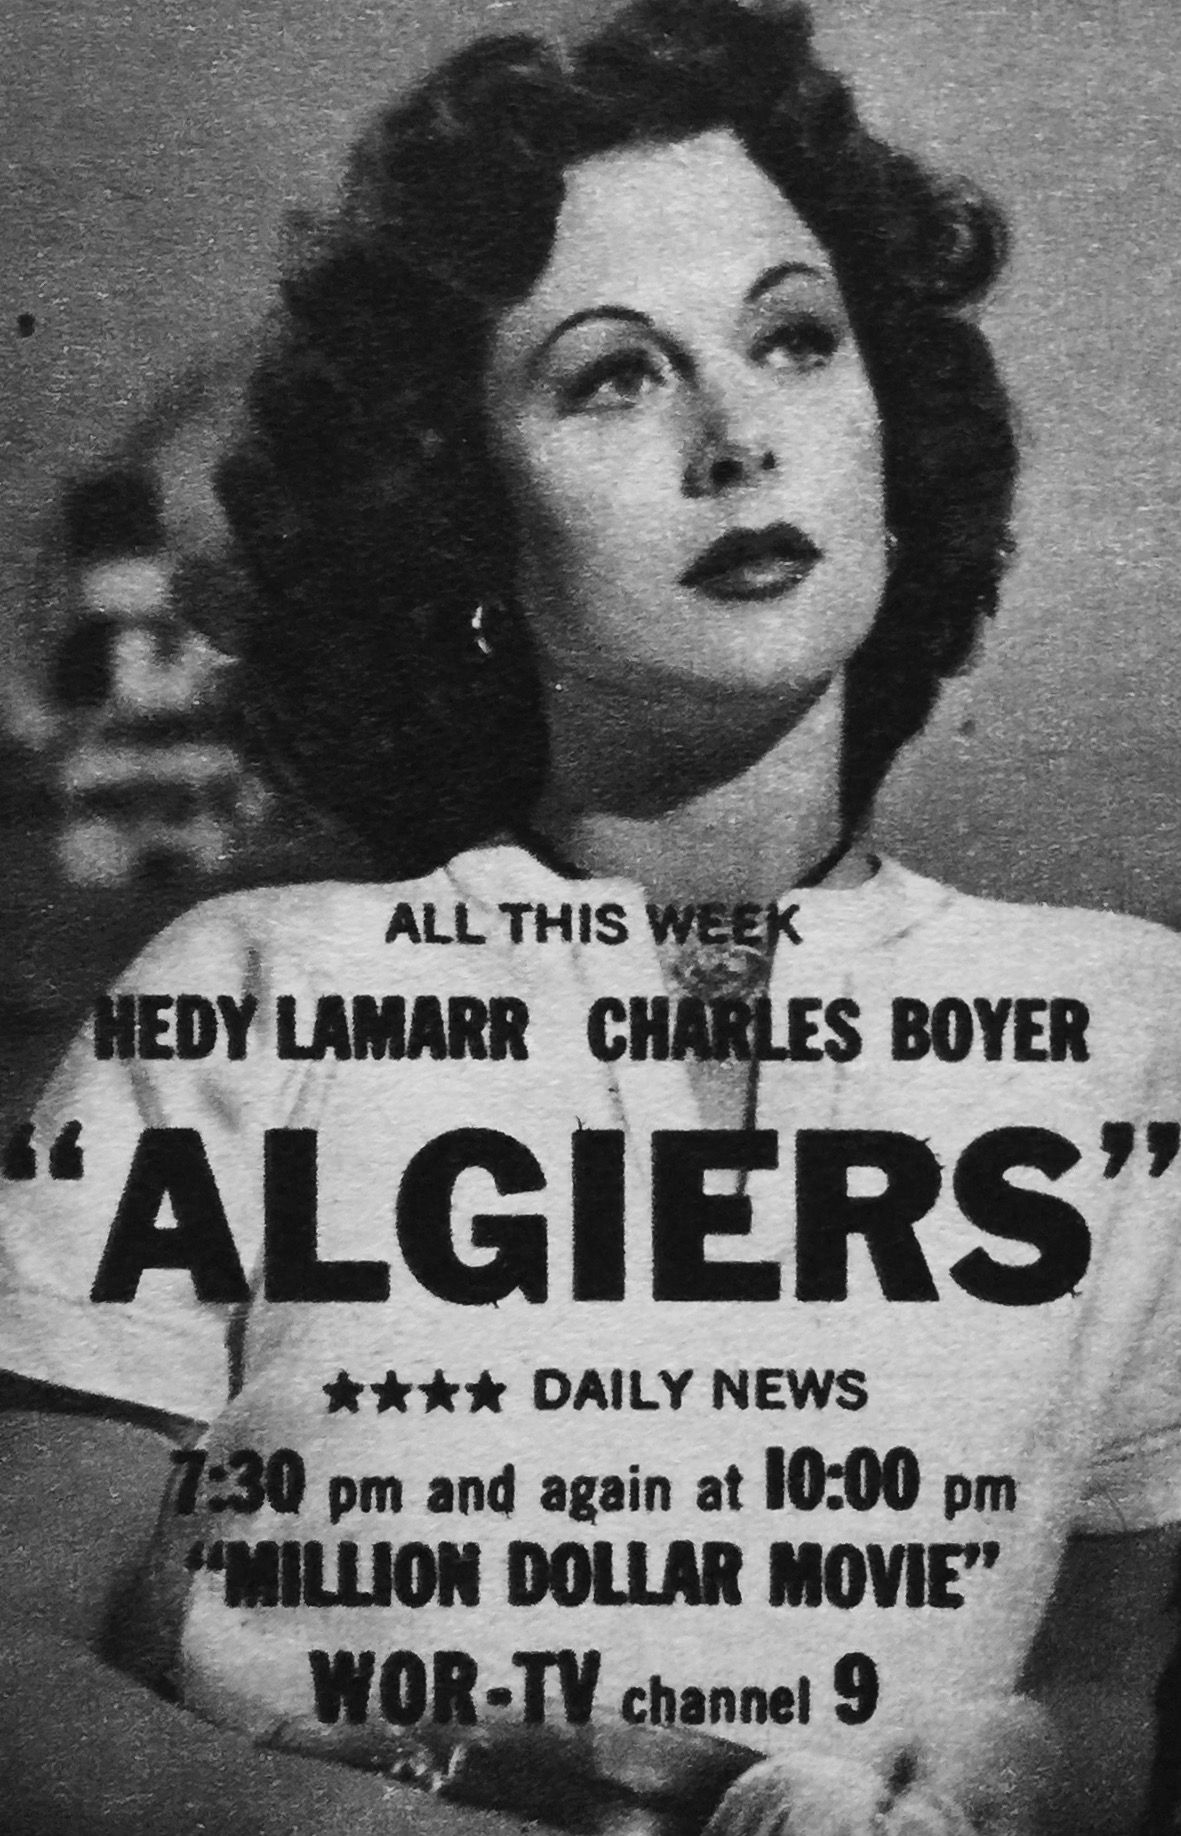 ALL THIS WEEK
HEDY LAMARR CHARLES BOYER
“ALGIERS”
★★★★ DAILY NEWS
7:30 pm and again at 10:00 pm
“MILLION DOLLAR MOVIE”
WOR-TV channel 9